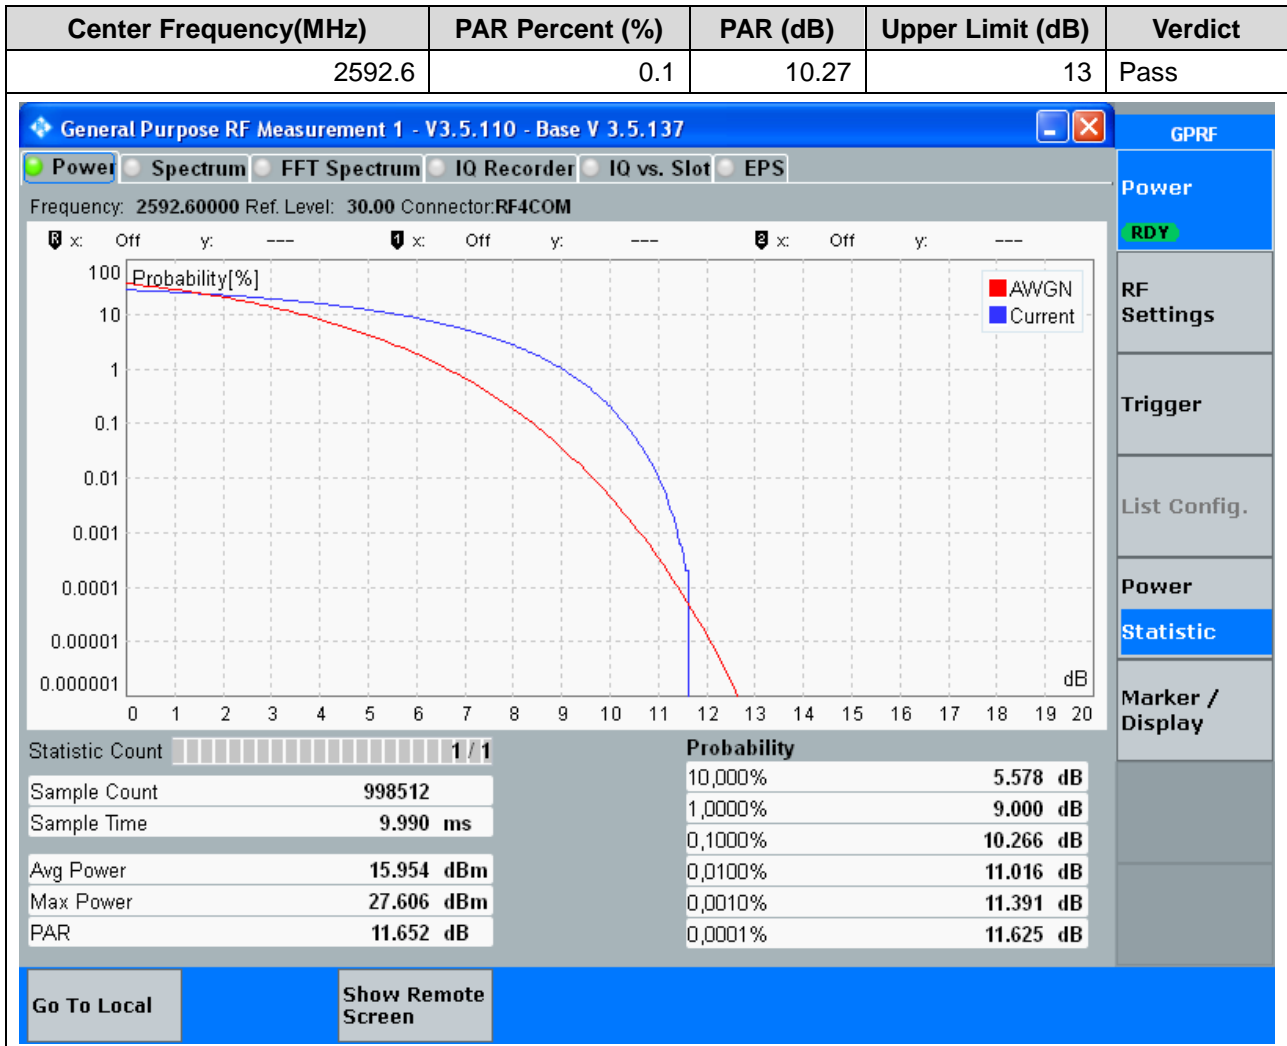 Center Frequency(MHz) PAR Percent (%) PAR (dB) Upper Limit (dB) Verdict
2592.6 0.1 10.27 13 Pass
General Purpose RF Measurement 1 - V3.5.110 - Base V 3.5.137
GPRF
Power Spectrum FFT Spectrum IQ Recorder IQ vs. Slot EPS
Power
RDY
Frequency: 2592.60000 Ref. Level: 30.00 Connector:RF4COM
R x: Off y: --- 1 x: Off y: --- 2 x: Off y: ---
Probability[%]
AWGN
Current
100
10
1
0.1
0.01
0.001
0.0001
0.00001
0.000001
dB
0 1 2 3 4 5 6 7 8 9 10 11 12 13 14 15 16 17 18 19 20
RF
Settings
Trigger
List Config.
Power
Statistic
Marker /
Display
Statistic Count 1 / 1
Sample Count 998512
Sample Time 9.990 ms
Avg Power 15.954 dBm
Max Power 27.606 dBm
PAR 11.652 dB
Probability
10,000% 5.578 dB
1,0000% 9.000 dB
0,1000% 10.266 dB
0,0100% 11.016 dB
0,0010% 11.391 dB
0,0001% 11.625 dB
Go To Local
Show Remote
Screen